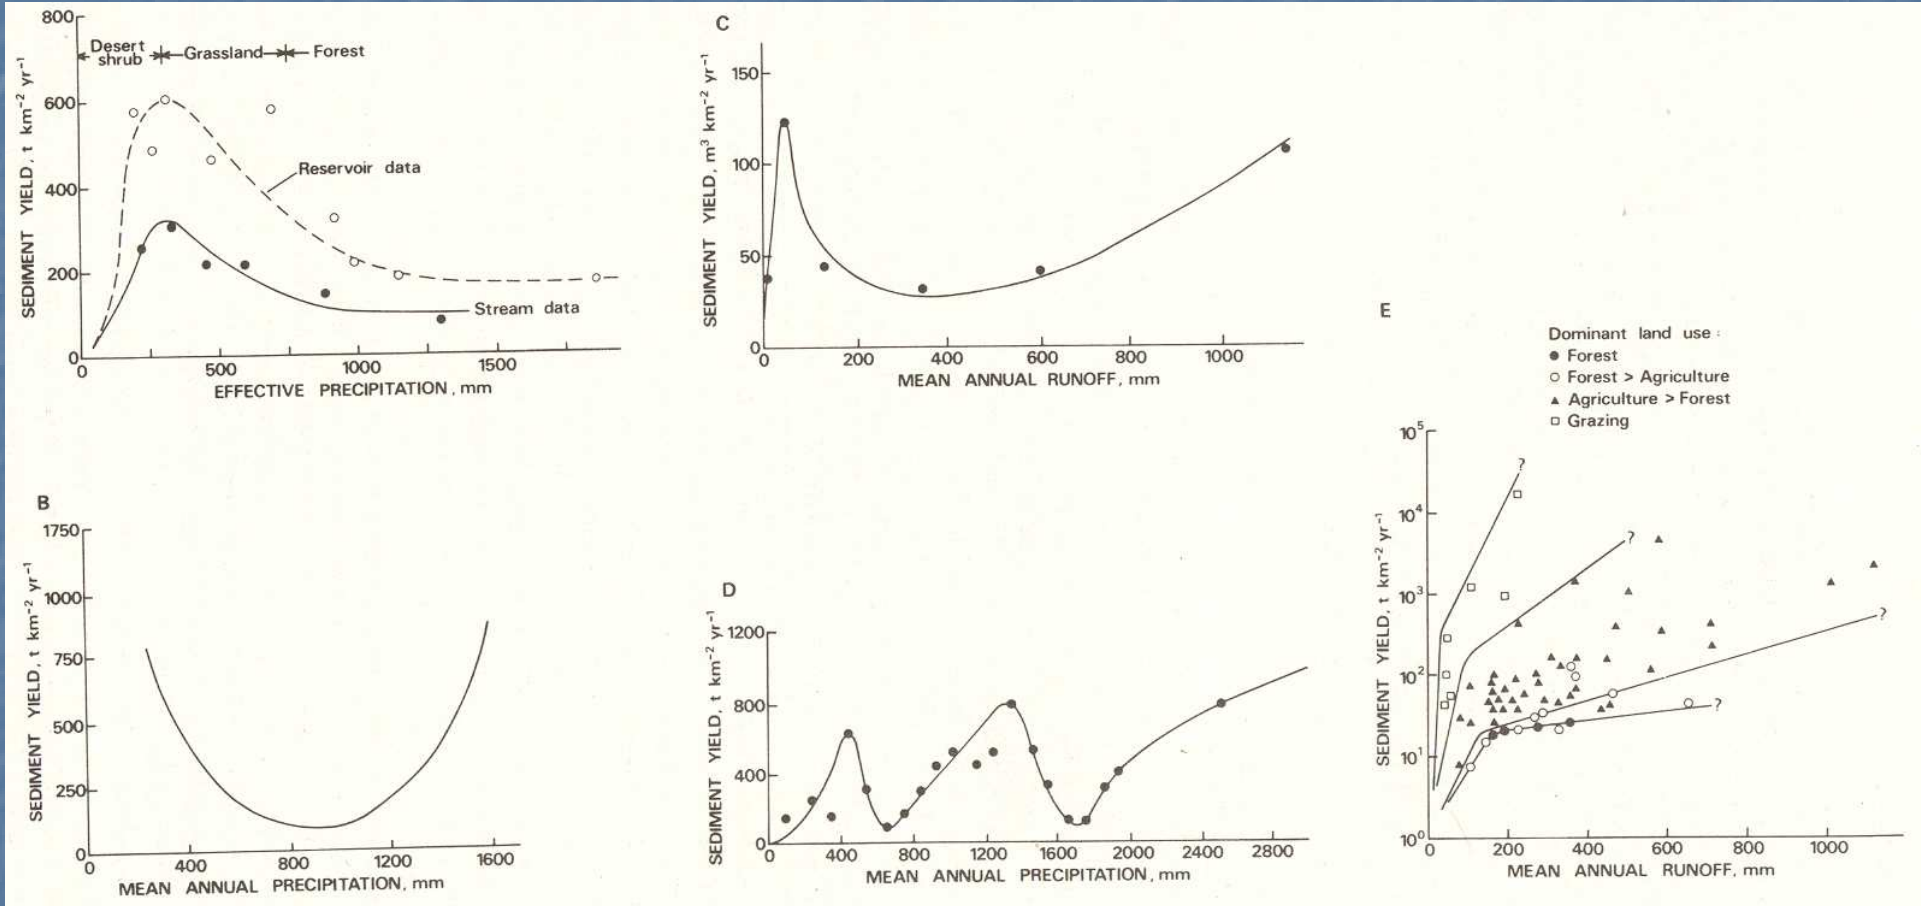 800
600
400
200
0
SEDIMENT YIELD, t km⁻² yr⁻¹
Desert
shrub
Grassland
Forest
Reservoir data
Stream data
0 500 1000 1500
EFFECTIVE PRECIPITATION, mm
B
1750
1000
750
500
250
0
SEDIMENT YIELD, t km⁻² yr⁻¹
0 400 800 1200 1600
MEAN ANNUAL PRECIPITATION, mm
C
150
100
50
0
SEDIMENT YIELD, m³ km⁻² yr⁻¹
0 200 400 600 800 1000
MEAN ANNUAL RUNOFF, mm
D
1200
800
400
0
SEDIMENT YIELD, t km⁻² yr⁻¹
0 400 800 1200 1600 2000 2400 2800
MEAN ANNUAL PRECIPITATION, mm
E
Dominant land use :
Forest
Forest > Agriculture
Agriculture > Forest
Grazing
10⁵
10⁴
10³
10²
10¹
10⁰
SEDIMENT YIELD, t km⁻² yr⁻¹
?
?
?
?
0 200 400 600 800 1000
MEAN ANNUAL RUNOFF, mm